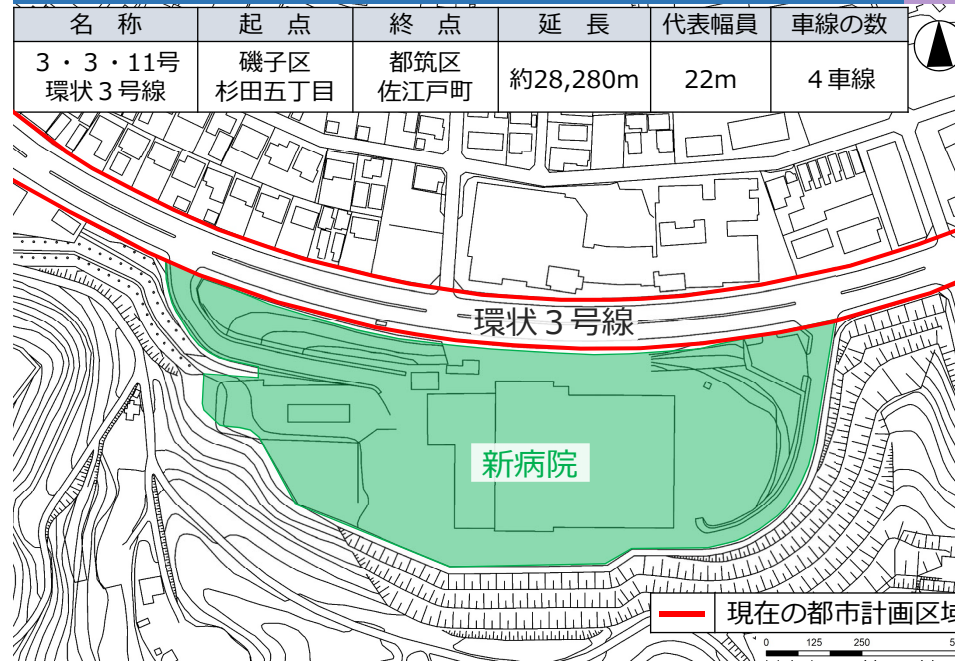 名 称 起 点 終 点 延 長 代表幅員 車線の数
3・3・11号 環状3号線 磯子区 杉田五丁目 都筑区 佐江戸町 約28,280m 22m 4車線
環状3号線
新病院
現在の都市計画区域
0 125 250